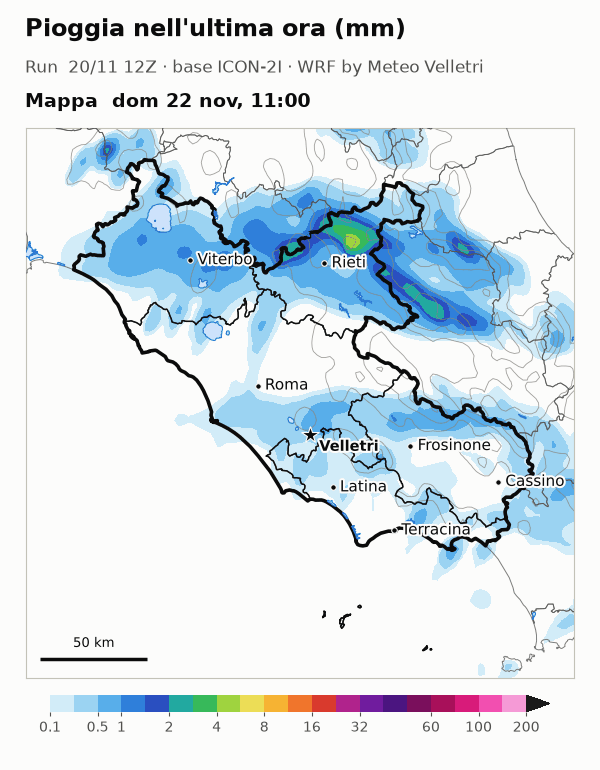 Pioggia nell'ultima ora (mm)
Run  20/11 12Z · base ICON-2I · WRF by Meteo Velletri
Mappa  dom 22 nov, 11:00
Viterbo
Rieti
Roma
Velletri
Frosinone
Cassino
Latina
Terracina
50 km
0.1 0.5 1 2 4 8 16 32 60 100 200